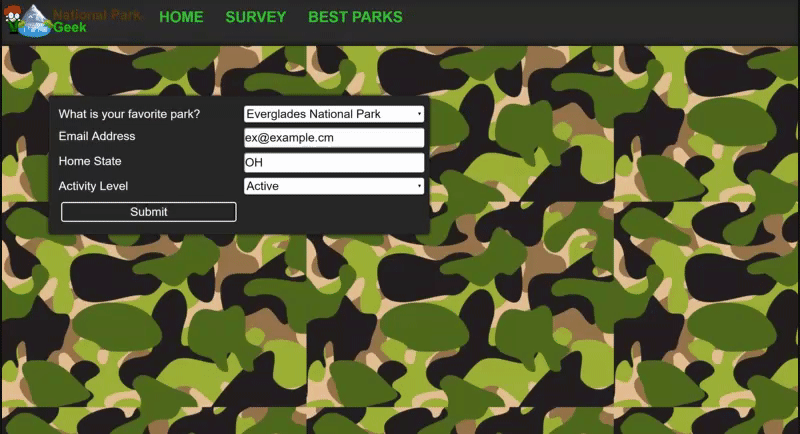 National Park
Geek
HOME SURVEY BEST PARKS
What is your favorite park? Everglades National Park
Email Address ex@example.cm
Home State OH
Activity Level Active
Submit